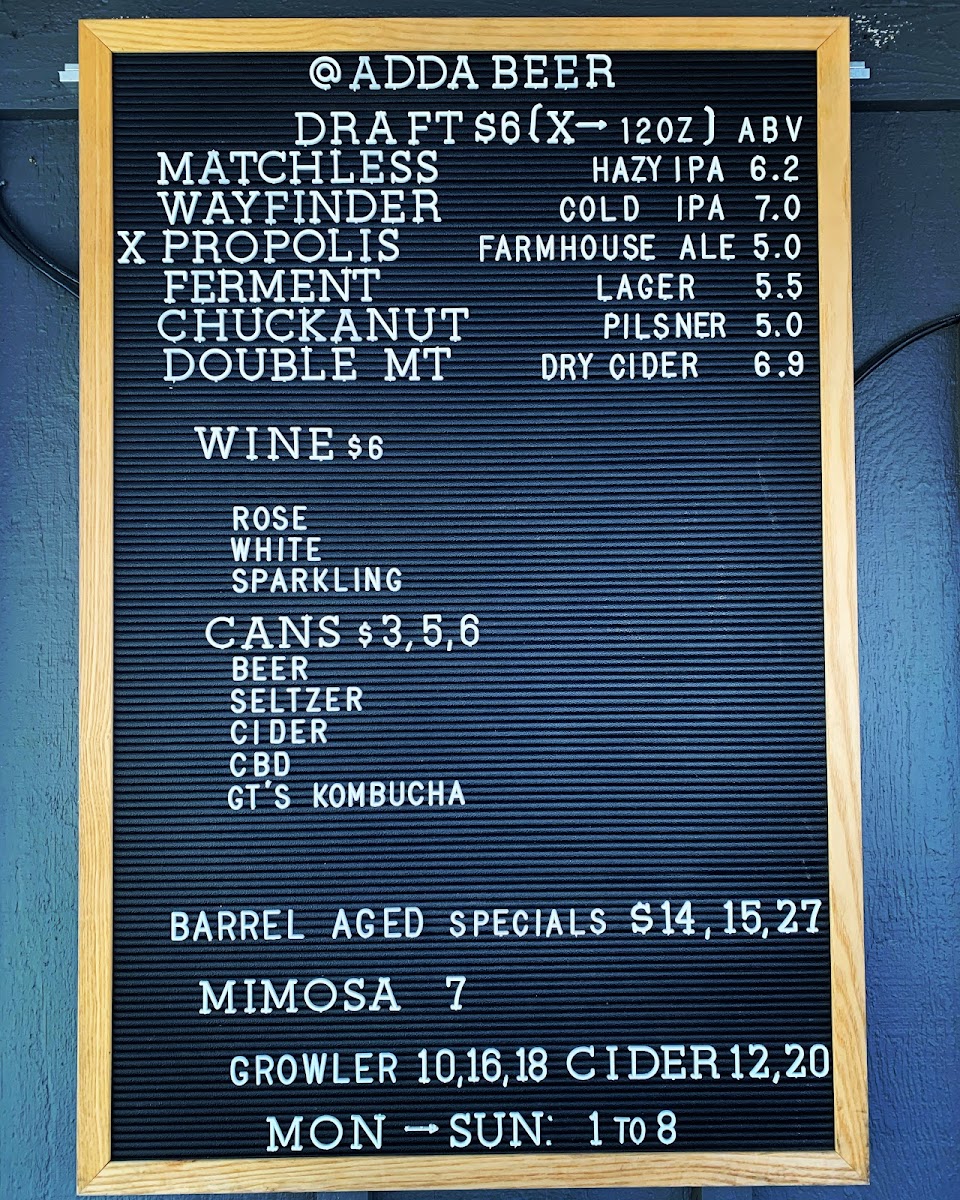 @ ADDA BEER
DRAFT $6 (X→ 12OZ) ABV
MATCHLESS HAZY IPA 6.2
WAYFINDER COLD IPA 7.0
X PROPOLIS FARMHOUSE ALE 5.0
FERMENT LAGER 5.5
CHUCKANUT PILSNER 5.0
DOUBLE MT DRY CIDER 6.9
WINE $6
ROSE
WHITE
SPARKLING
CANS $3,5,6
BEER
SELTZER
CIDER
CBD
GT'S KOMBUCHA
BARREL AGED SPECIALS $14,15,27
MIMOSA 7
GROWLER 10,16,18 CIDER 12,20
MON → SUN: 1 TO 8